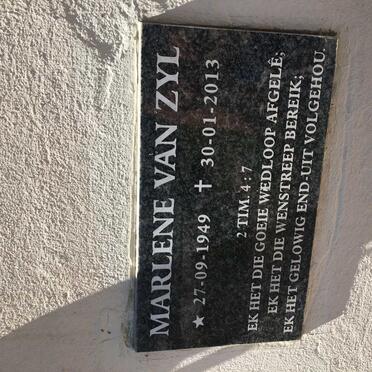 MARLENE VAN ZYL
★ 27-09-1949 ✝ 30-01-2013
2 TIM. 4 : 7
EK HET DIE GOEIE WEDLOOP AFGELÊ;
EK HET DIE WENSTREEP BEREIK;
EK HET GELOWIG END-UIT VOLGEHOU.